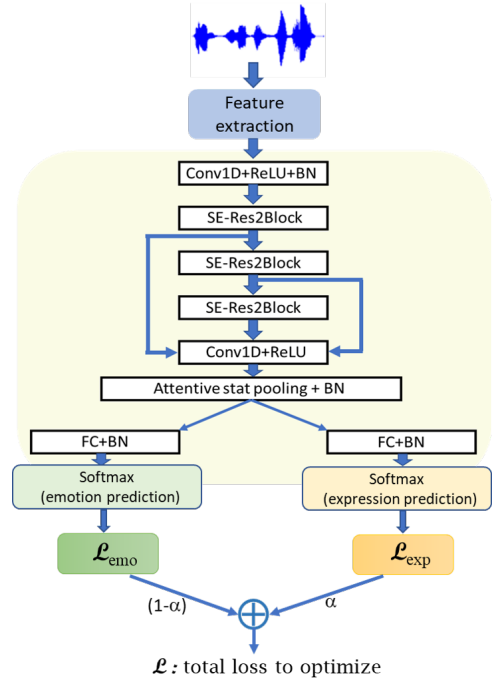 Feature
extraction
Conv1D+ReLU+BN
SE-Res2Block
SE-Res2Block
SE-Res2Block
Conv1D+ReLU
Attentive stat pooling + BN
FC+BN
FC+BN
Softmax
(emotion prediction)
Softmax
(expression prediction)
ℒemo
ℒexp
(1-α)
α
ℒ : total loss to optimize